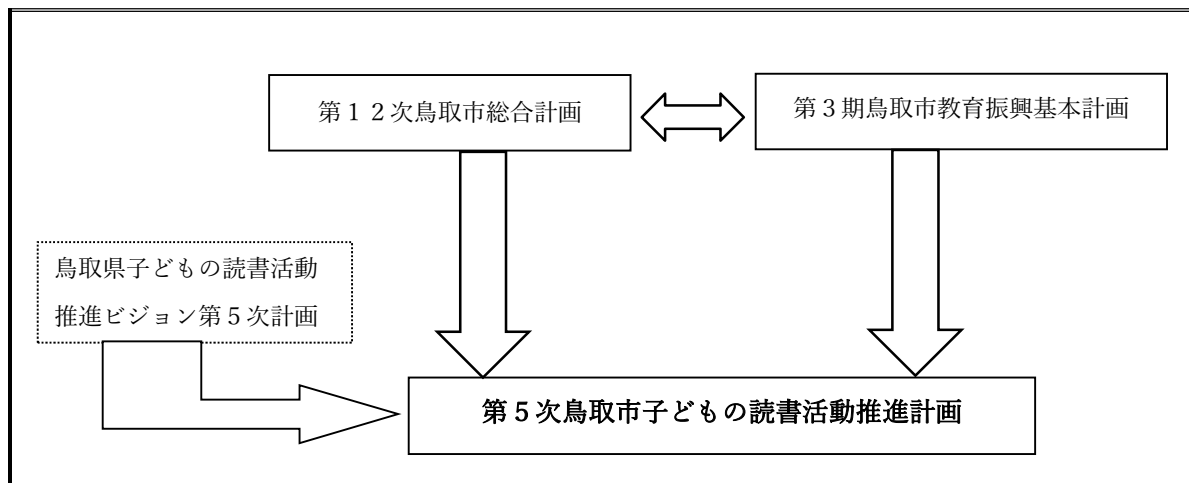 第１２次鳥取市総合計画
第３期鳥取市教育振興基本計画
鳥取県子どもの読書活動
推進ビジョン第５次計画
第５次鳥取市子どもの読書活動推進計画